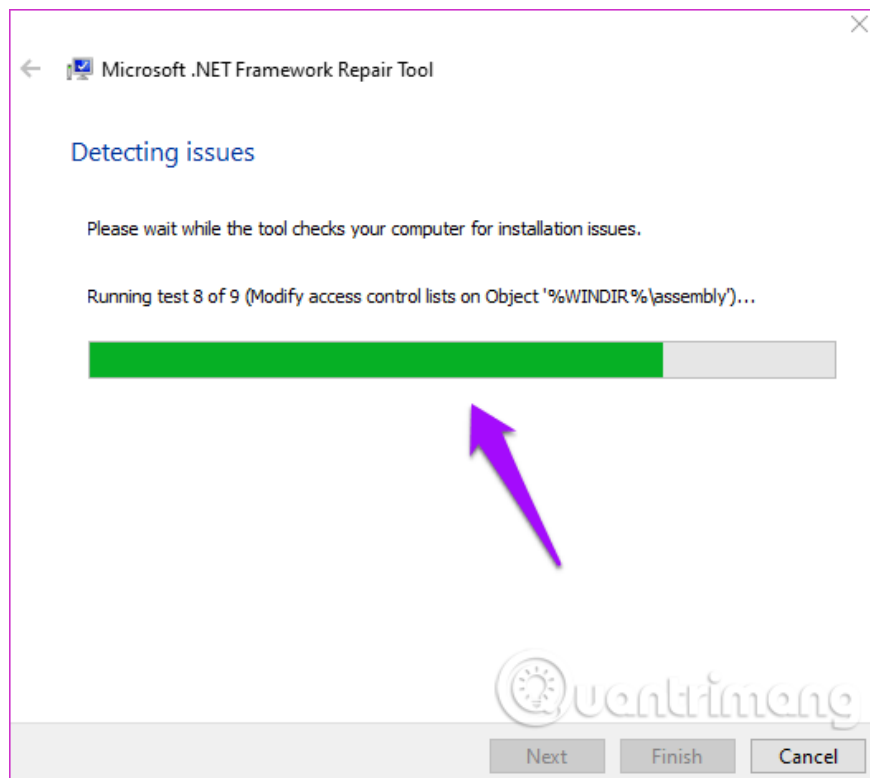 Microsoft .NET Framework Repair Tool
Detecting issues
Please wait while the tool checks your computer for installation issues.
Running test 8 of 9 (Modify access control lists on Object '%WINDIR%\assembly')...
Quantrimang
Next Finish Cancel